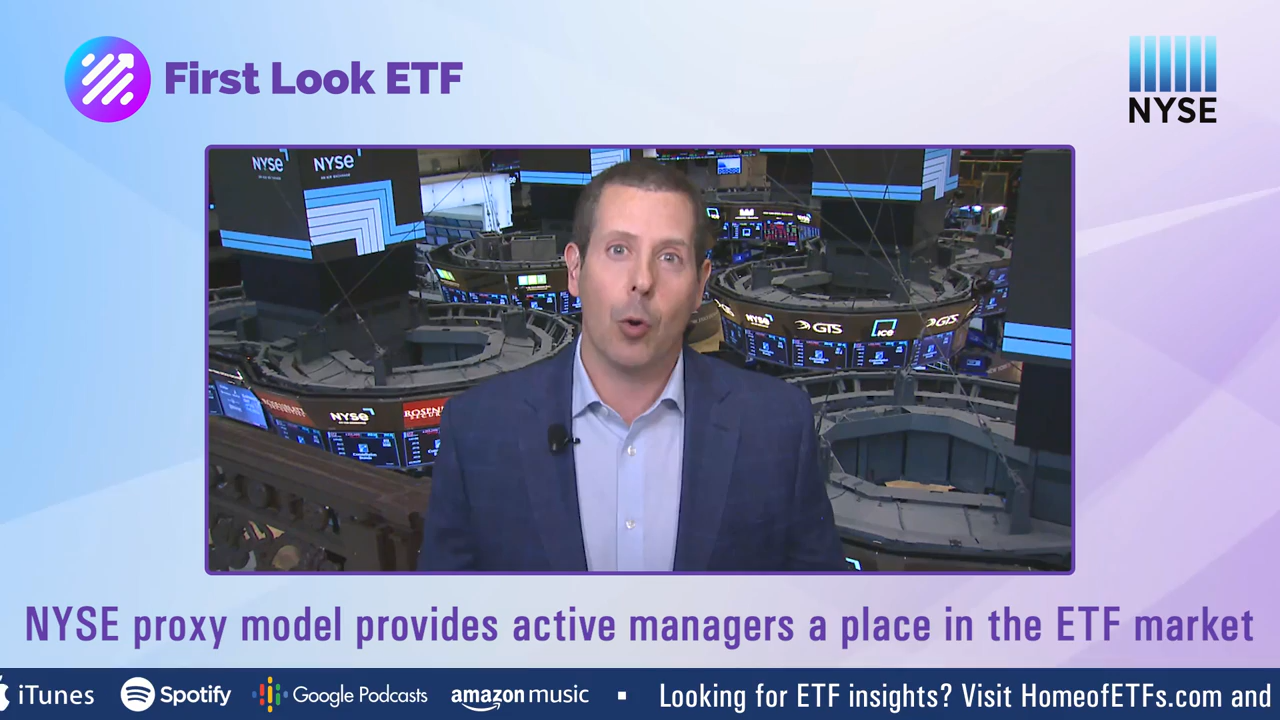 First Look ETF
NYSE
NYSE
NYSE
NYSE
GTS
ice
GTS
NYSE
NYSE proxy model provides active managers a place in the ETF market
iTunes
Spotify
Google Podcasts
amazon music
Looking for ETF insights? Visit HomeofETFs.com and